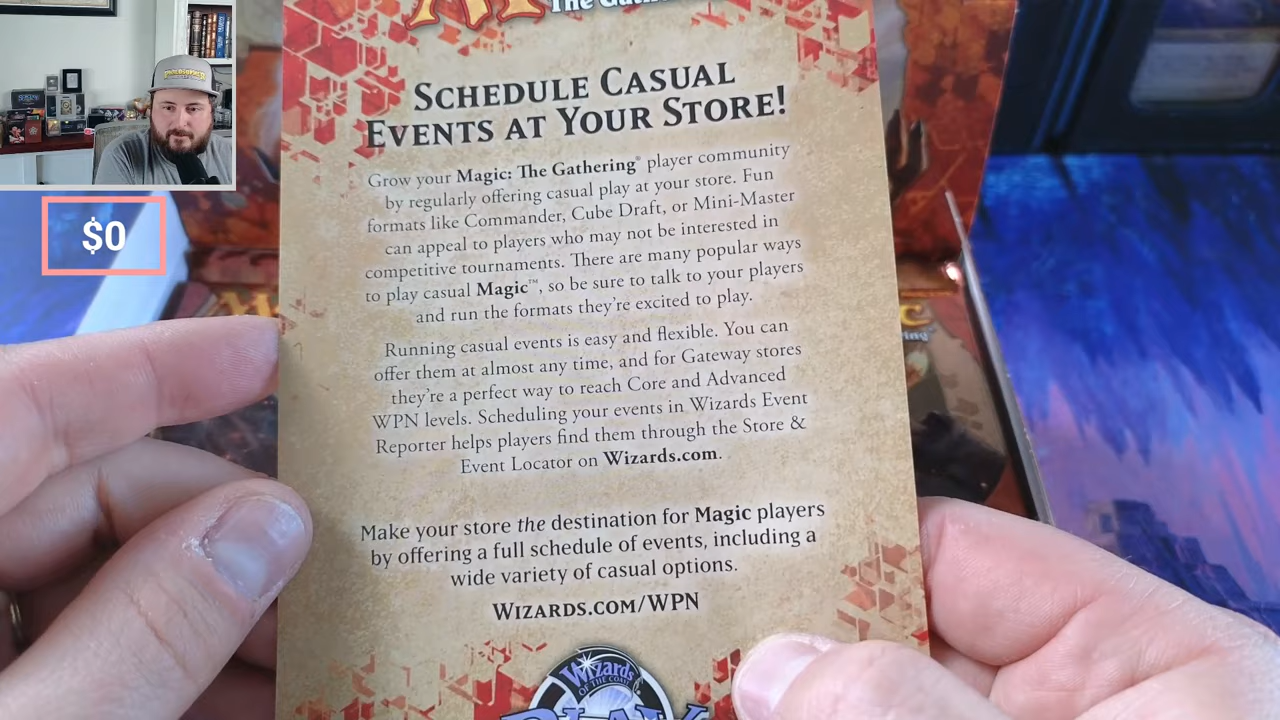 The Gathering
$0
SCHEDULE CASUAL
EVENTS AT YOUR STORE!
Grow your Magic: The Gathering® player community
by regularly offering casual play at your store. Fun
formats like Commander, Cube Draft, or Mini-Master
can appeal to players who may not be interested in
competitive tournaments. There are many popular ways
to play casual Magic™, so be sure to talk to your players
and run the formats they're excited to play.
Running casual events is easy and flexible. You can
offer them at almost any time, and for Gateway stores
they're a perfect way to reach Core and Advanced
WPN levels. Scheduling your events in Wizards Event
Reporter helps players find them through the Store &
Event Locator on Wizards.com.
Make your store the destination for Magic players
by offering a full schedule of events, including a
wide variety of casual options.
WIZARDS.COM/WPN
Wizards
OF THE COAST
PLAY